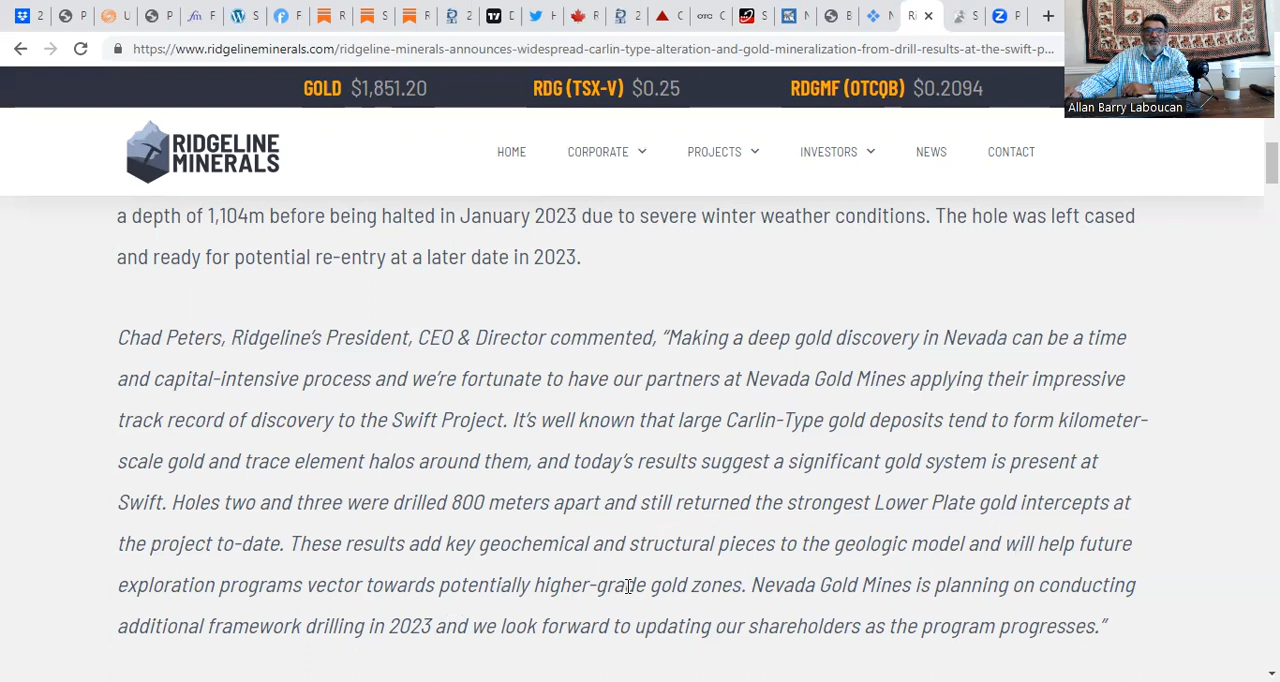 2
P
U
P
F
S
F
R
S
R
2
D
H
R
2
C
OTC C
S
N
B
N
Ri
S
P
https://www.ridgelineminerals.com/ridgeline-minerals-announces-widespread-carlin-type-alteration-and-gold-mineralization-from-drill-results-at-the-swift-p...
Allan Barry Laboucan
GOLD $1,851.20 RDG (TSX-V) $0.25 RDGMF (OTCQB) $0.2094
RIDGELINE
MINERALS
HOME CORPORATE PROJECTS INVESTORS NEWS CONTACT
a depth of 1,104m before being halted in January 2023 due to severe winter weather conditions. The hole was left cased
and ready for potential re-entry at a later date in 2023.
Chad Peters, Ridgeline’s President, CEO & Director commented, “Making a deep gold discovery in Nevada can be a time
and capital-intensive process and we’re fortunate to have our partners at Nevada Gold Mines applying their impressive
track record of discovery to the Swift Project. It’s well known that large Carlin-Type gold deposits tend to form kilometer-
scale gold and trace element halos around them, and today’s results suggest a significant gold system is present at
Swift. Holes two and three were drilled 800 meters apart and still returned the strongest Lower Plate gold intercepts at
the project to-date. These results add key geochemical and structural pieces to the geologic model and will help future
exploration programs vector towards potentially higher-grade gold zones. Nevada Gold Mines is planning on conducting
additional framework drilling in 2023 and we look forward to updating our shareholders as the program progresses.”